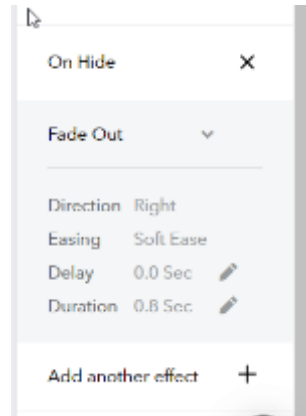 On Hide
Fade Out
Direction Right
Easing Soft Ease
Delay 0.0 Sec
Duration 0.8 Sec
Add another effect